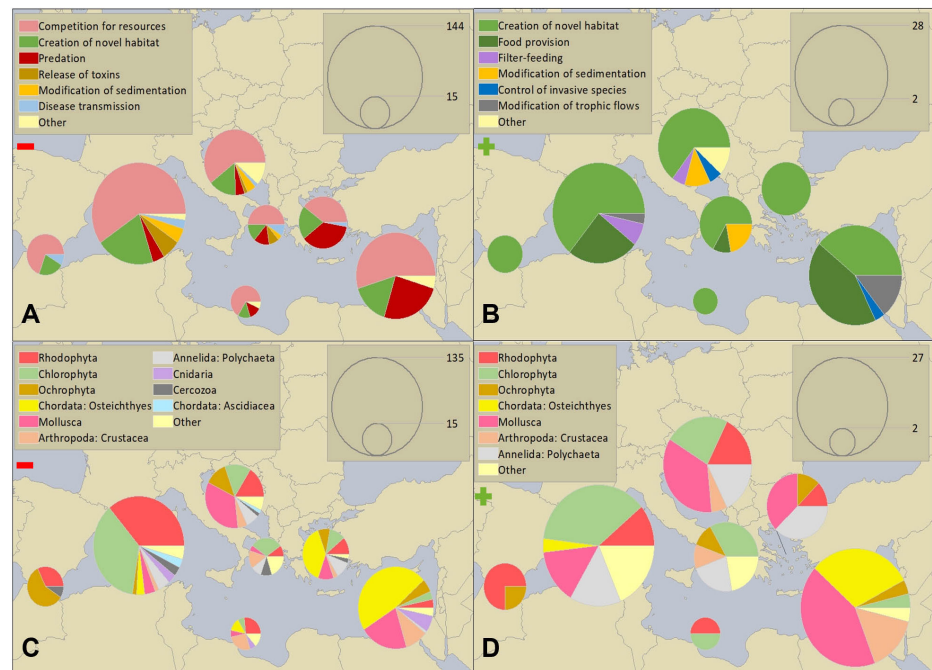 Competition for resources
Creation of novel habitat
Predation
Release of toxins
Modification of sedimentation
Disease transmission
Other
144
15
A
Creation of novel habitat
Food provision
Filter-feeding
Modification of sedimentation
Control of invasive species
Modification of trophic flows
Other
28
2
B
Rhodophyta
Chlorophyta
Ochrophyta
Chordata: Osteichthyes
Mollusca
Arthropoda: Crustacea
Annelida: Polychaeta
Cnidaria
Cercozoa
Chordata: Ascidiacea
Other
135
15
C
Rhodophyta
Chlorophyta
Ochrophyta
Chordata: Osteichthyes
Mollusca
Arthropoda: Crustacea
Annelida: Polychaeta
Other
27
2
D